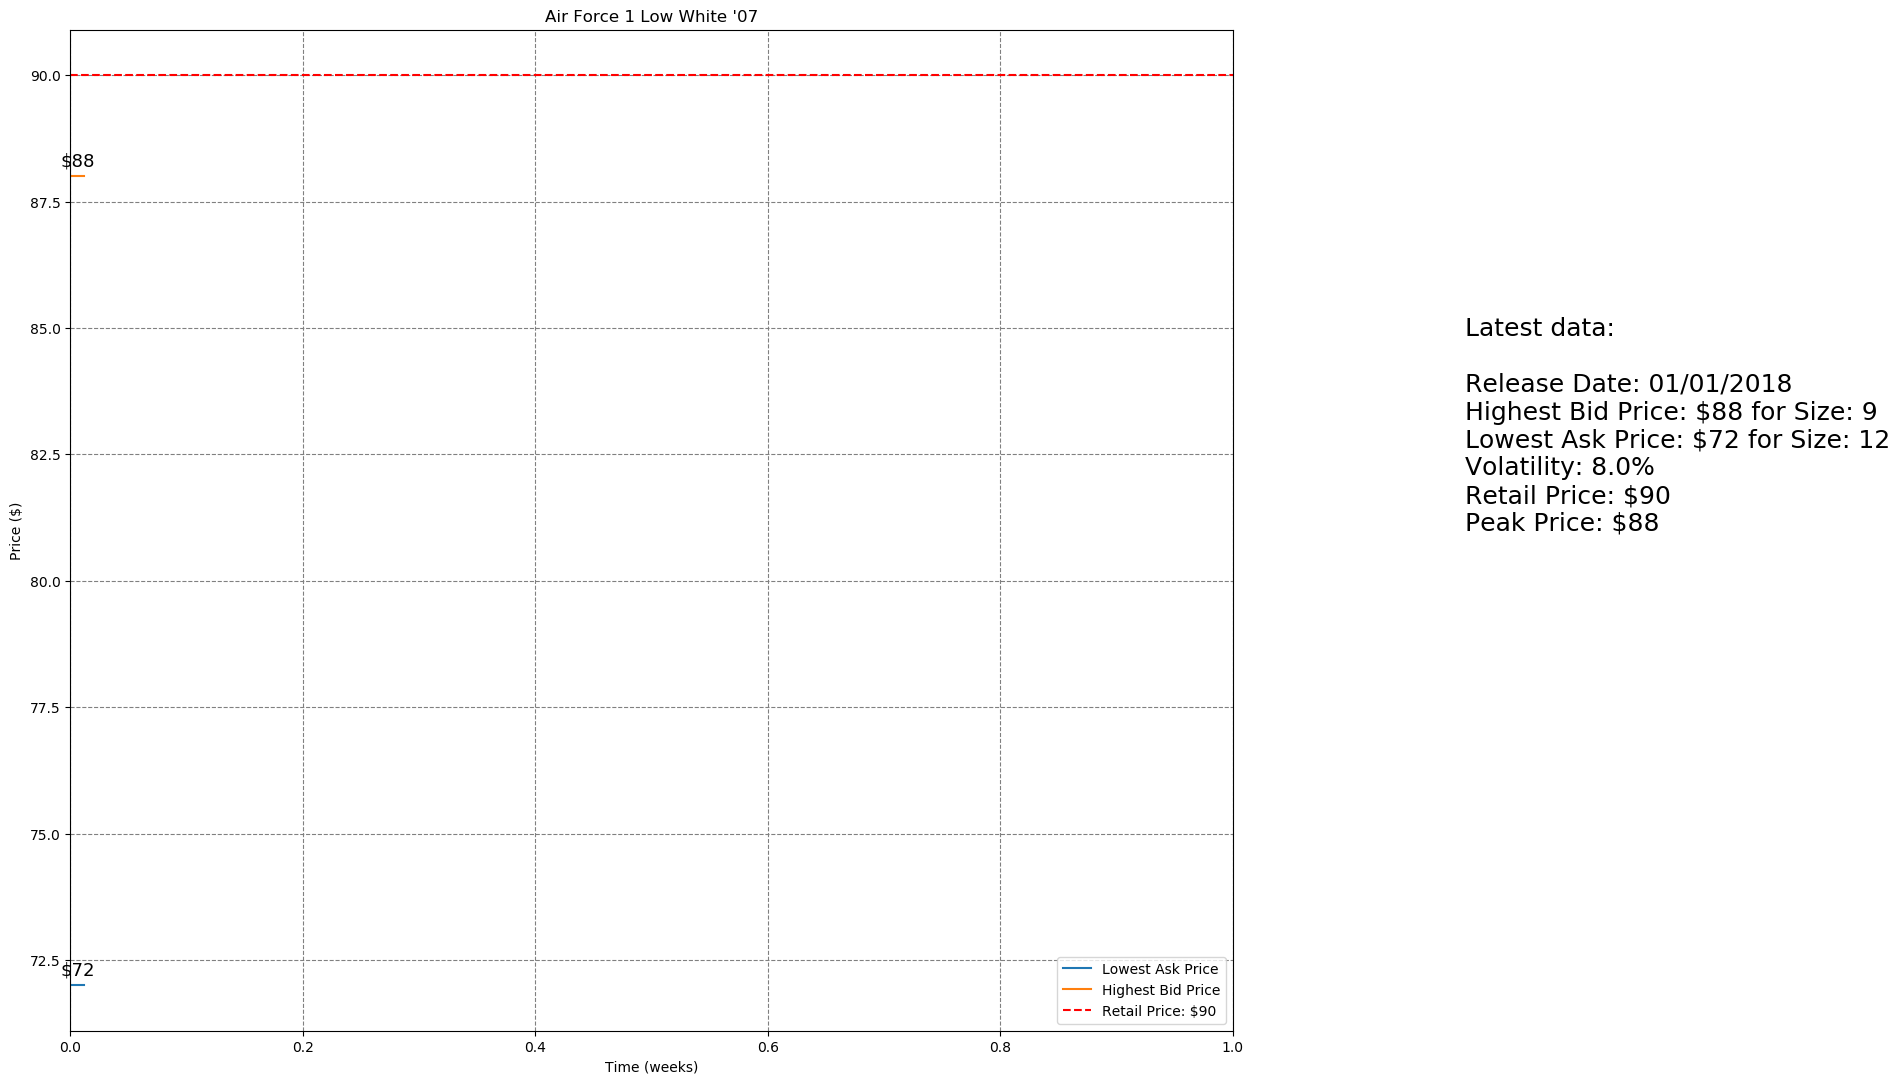 Air Force 1 Low White '07
90.0
$88
87.5
85.0
82.5
80.0
77.5
75.0
72.5
$72
Price ($)
0.0 0.2 0.4 0.6 0.8 1.0
Time (weeks)
Lowest Ask Price
Highest Bid Price
Retail Price: $90
Latest data:
Release Date: 01/01/2018
Highest Bid Price: $88 for Size: 9
Lowest Ask Price: $72 for Size: 12
Volatility: 8.0%
Retail Price: $90
Peak Price: $88